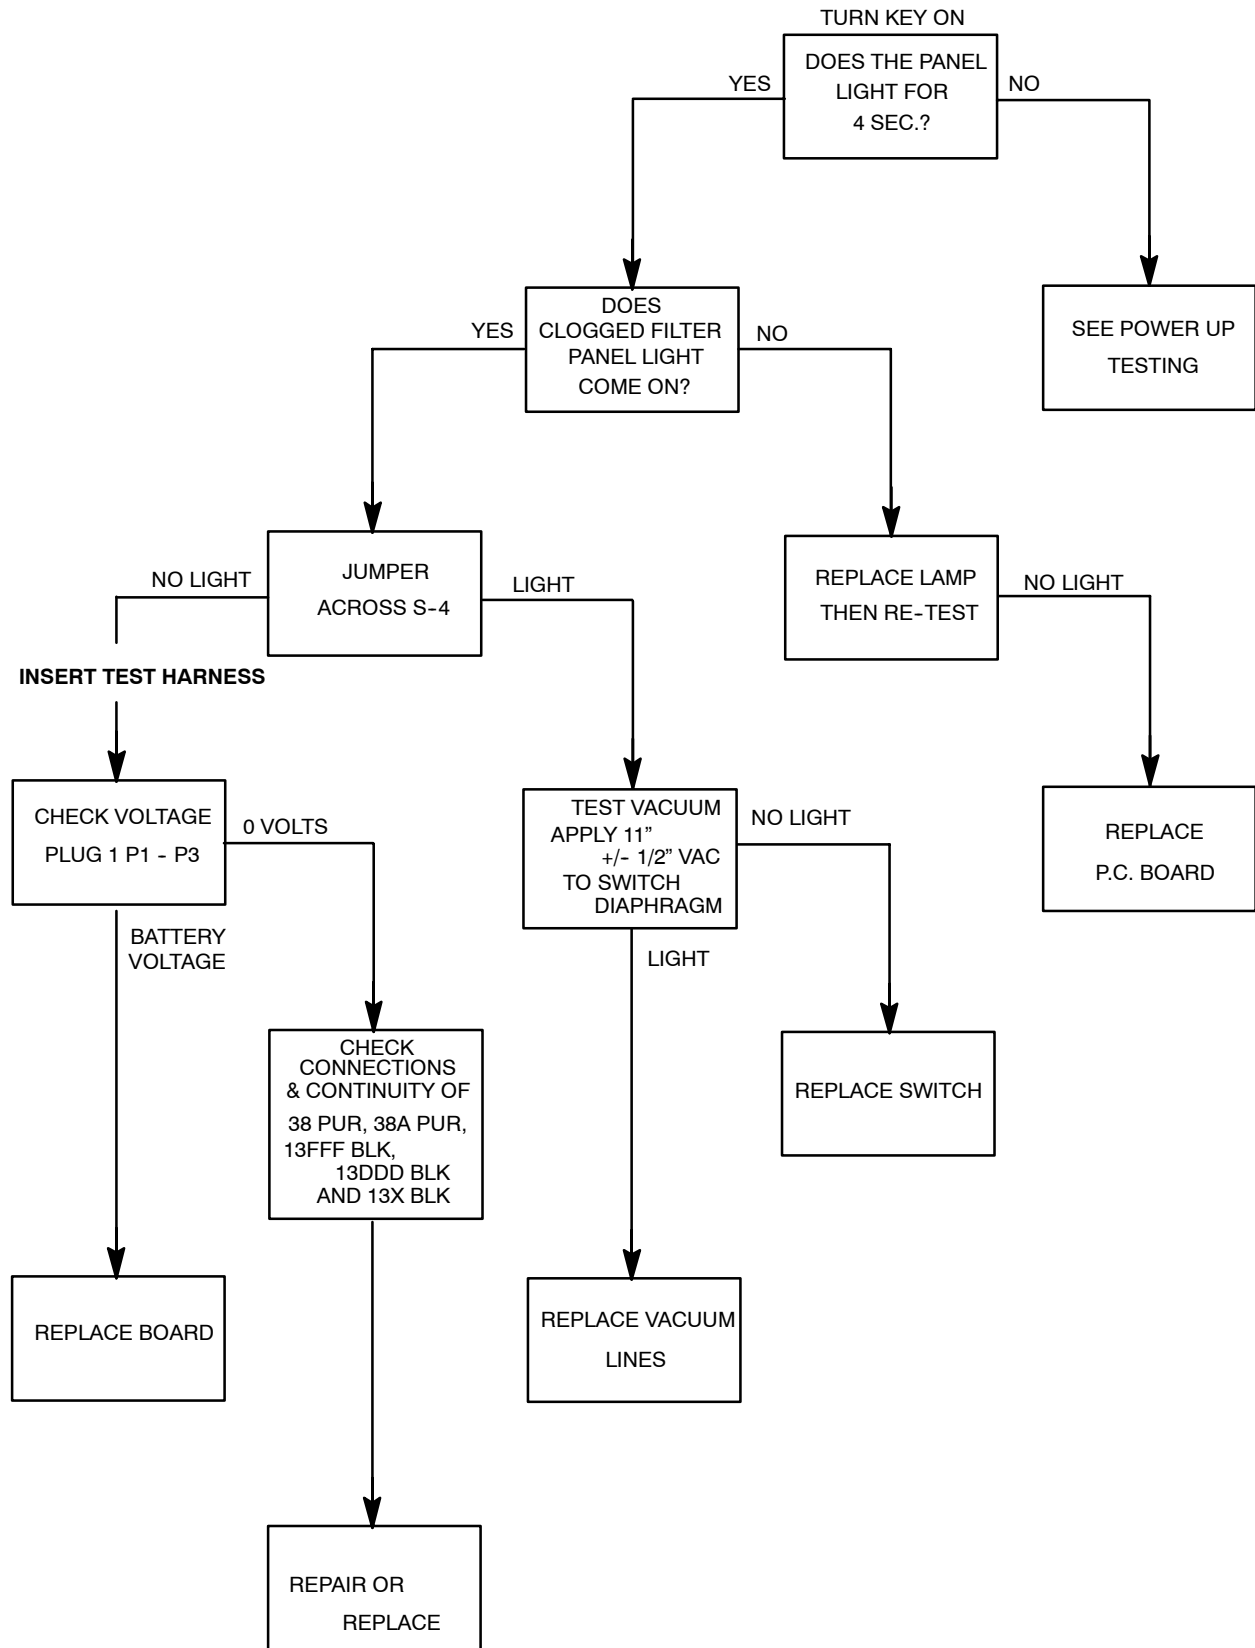 TURN KEY ON
DOES THE PANEL
LIGHT FOR
4 SEC.?
YES
NO
DOES
CLOGGED FILTER
PANEL LIGHT
COME ON?
SEE POWER UP
TESTING
YES
NO
JUMPER
ACROSS S-4
REPLACE LAMP
THEN RE-TEST
NO LIGHT
LIGHT
NO LIGHT
INSERT TEST HARNESS
CHECK VOLTAGE
PLUG 1 P1 - P3
0 VOLTS
TEST VACUUM
APPLY 11”
+/- 1/2” VAC
TO SWITCH
DIAPHRAGM
NO LIGHT
REPLACE
P.C. BOARD
BATTERY
VOLTAGE
LIGHT
CHECK
CONNECTIONS
& CONTINUITY OF
38 PUR, 38A PUR,
13FFF BLK,
13DDD BLK
AND 13X BLK
REPLACE SWITCH
REPLACE BOARD
REPLACE VACUUM
LINES
REPAIR OR
REPLACE